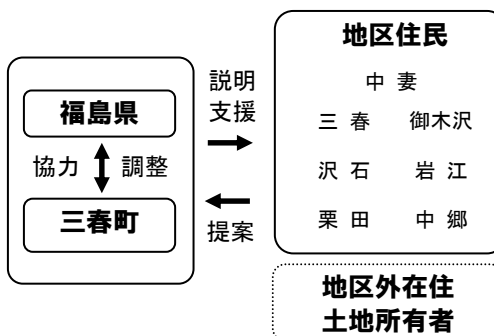 福島県
協力 調整
三春町
説明
支援
提案
地区住民
中 妻
三 春 御木沢
沢 石 岩 江
要 田 中 郷
地区外在住
土地所有者